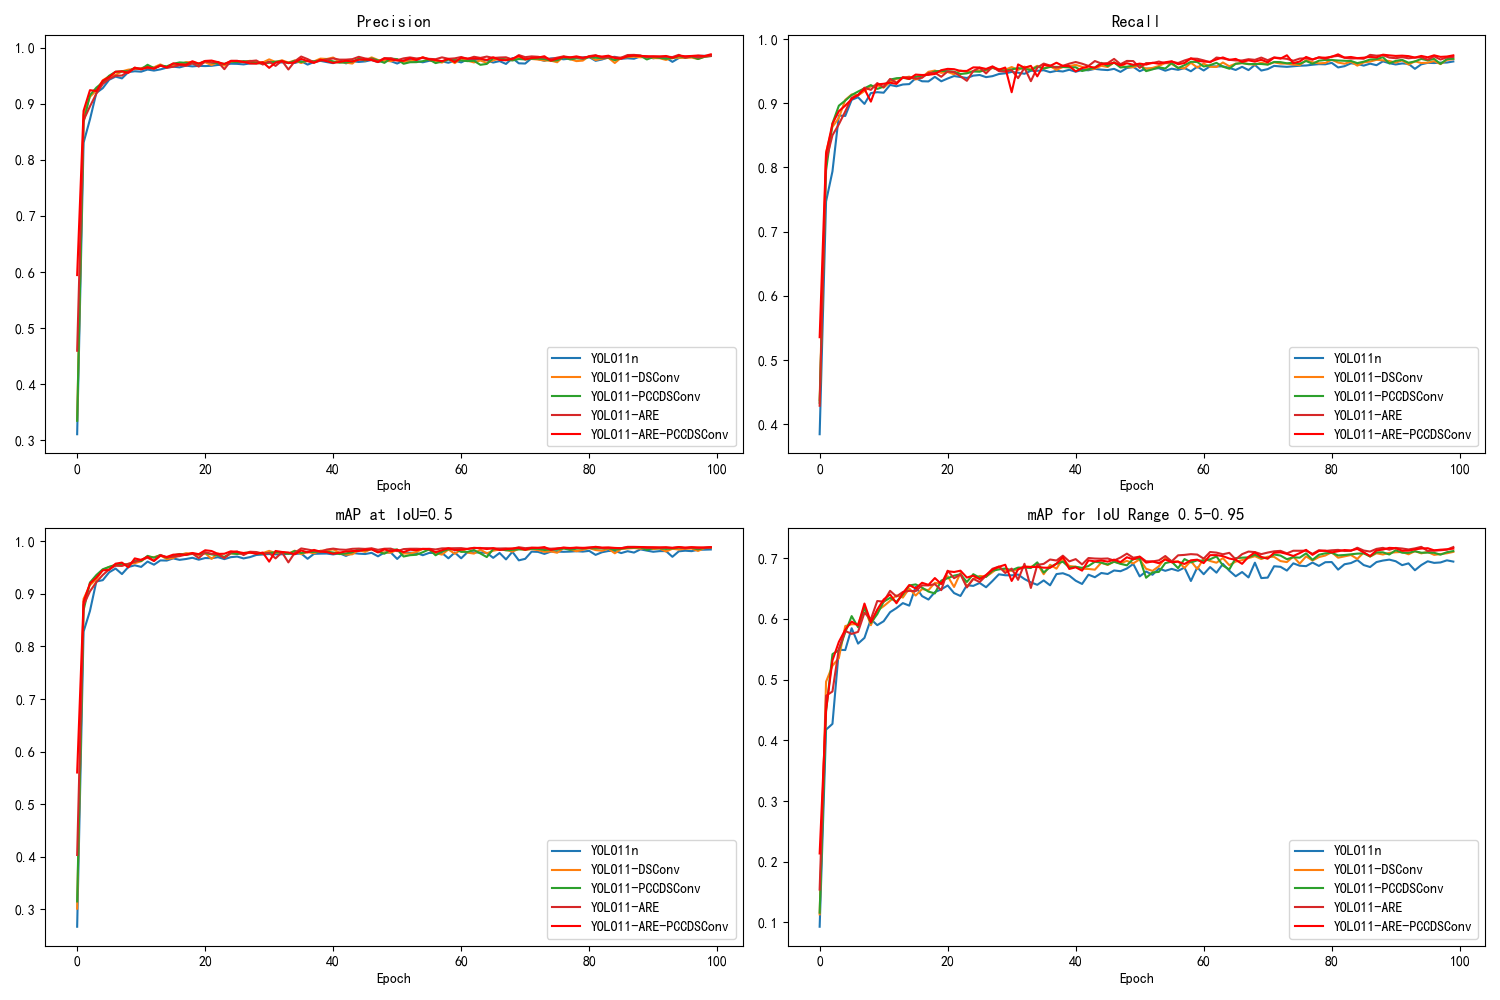 Precision
1.0
0.9
0.8
0.7
0.6
0.5
0.4
0.3
0 20 40 60 80 100
Epoch
YOLO11n
YOLO11-DSConv
YOLO11-PCCDSConv
YOLO11-ARE
YOLO11-ARE-PCCDSConv
Recall
1.0
0.9
0.8
0.7
0.6
0.5
0.4
0 20 40 60 80 100
Epoch
YOLO11n
YOLO11-DSConv
YOLO11-PCCDSConv
YOLO11-ARE
YOLO11-ARE-PCCDSConv
mAP at IoU=0.5
1.0
0.9
0.8
0.7
0.6
0.5
0.4
0.3
0 20 40 60 80 100
Epoch
YOLO11n
YOLO11-DSConv
YOLO11-PCCDSConv
YOLO11-ARE
YOLO11-ARE-PCCDSConv
mAP for IoU Range 0.5-0.95
0.7
0.6
0.5
0.4
0.3
0.2
0.1
0 20 40 60 80 100
Epoch
YOLO11n
YOLO11-DSConv
YOLO11-PCCDSConv
YOLO11-ARE
YOLO11-ARE-PCCDSConv